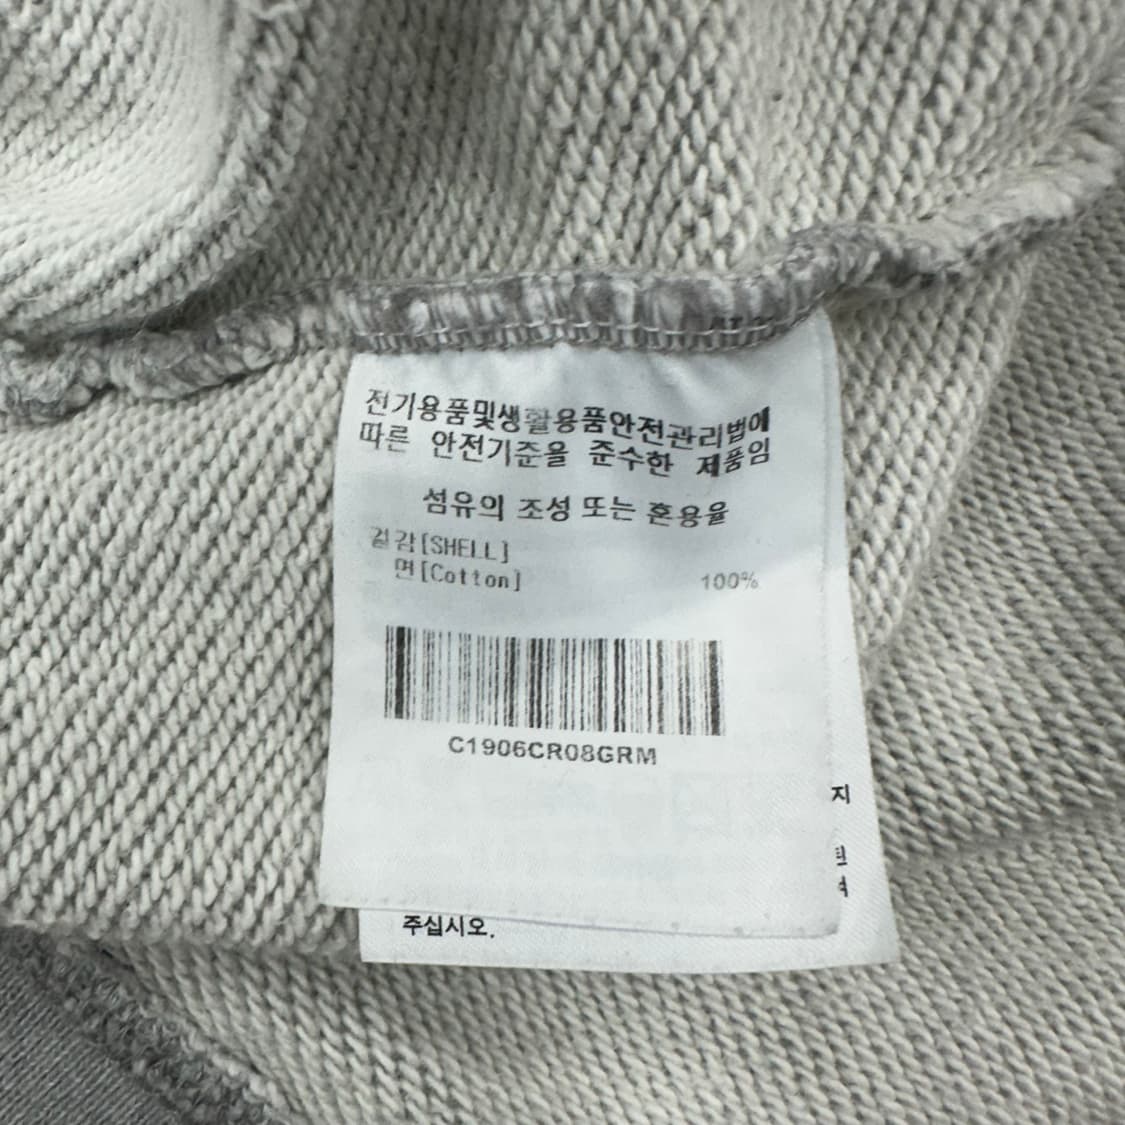 전기용품및생활용품안전관리법에
따른 안전기준을 준수한 제품임
섬유의 조성 또는 혼용율
겉감[SHELL]
면[Cotton] 100%
C1906CR08GRM
지
주십시오.